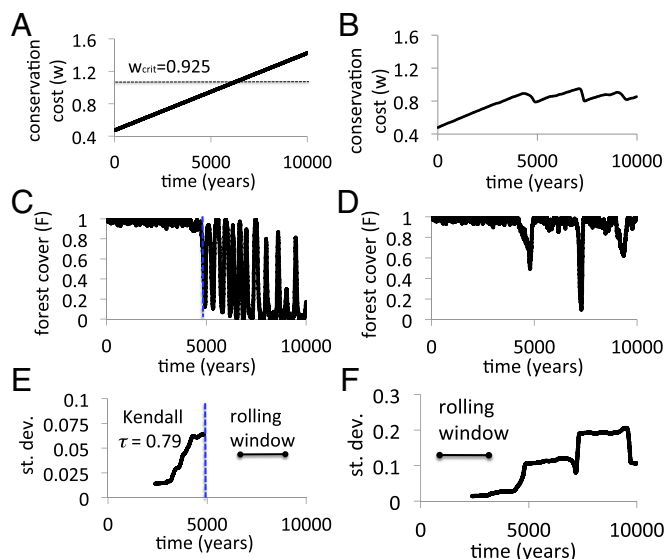 A
1.6
1.2
0.8
0.4
conservation
cost (w)
wcrit=0.925
0
5000
10000
time (years)
B
1.6
1.2
0.8
0.4
conservation
cost (w)
0
5000
10000
time (years)
C
1
0.8
0.6
0.4
0.2
0
forest cover (F)
0
5000
10000
time (years)
D
1
0.8
0.6
0.4
0.2
0
forest cover (F)
0
5000
10000
time (years)
E
0.1
0.075
0.05
0.025
0
st. dev.
Kendall
τ = 0.79
rolling
window
0
5000
10000
time (years)
F
0.3
0.2
0.1
0
st. dev.
rolling
window
0
5000
10000
time (years)